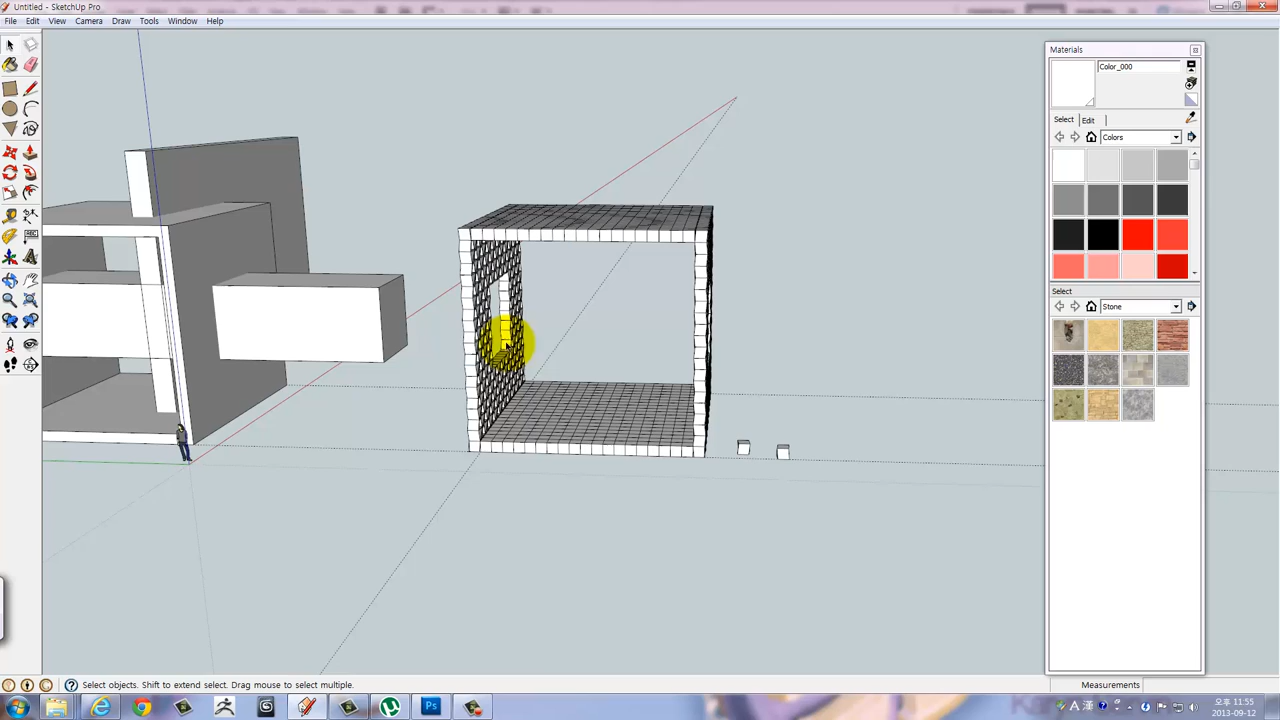 Untitled - SketchUp Pro
File Edit View Camera Draw Tools Window Help
Materials
Color_000
Select Edit
Colors
Select
Stone
Select objects. Shift to extend select. Drag mouse to select multiple.
Measurements
A 漢
오후 11:55
2013-09-12